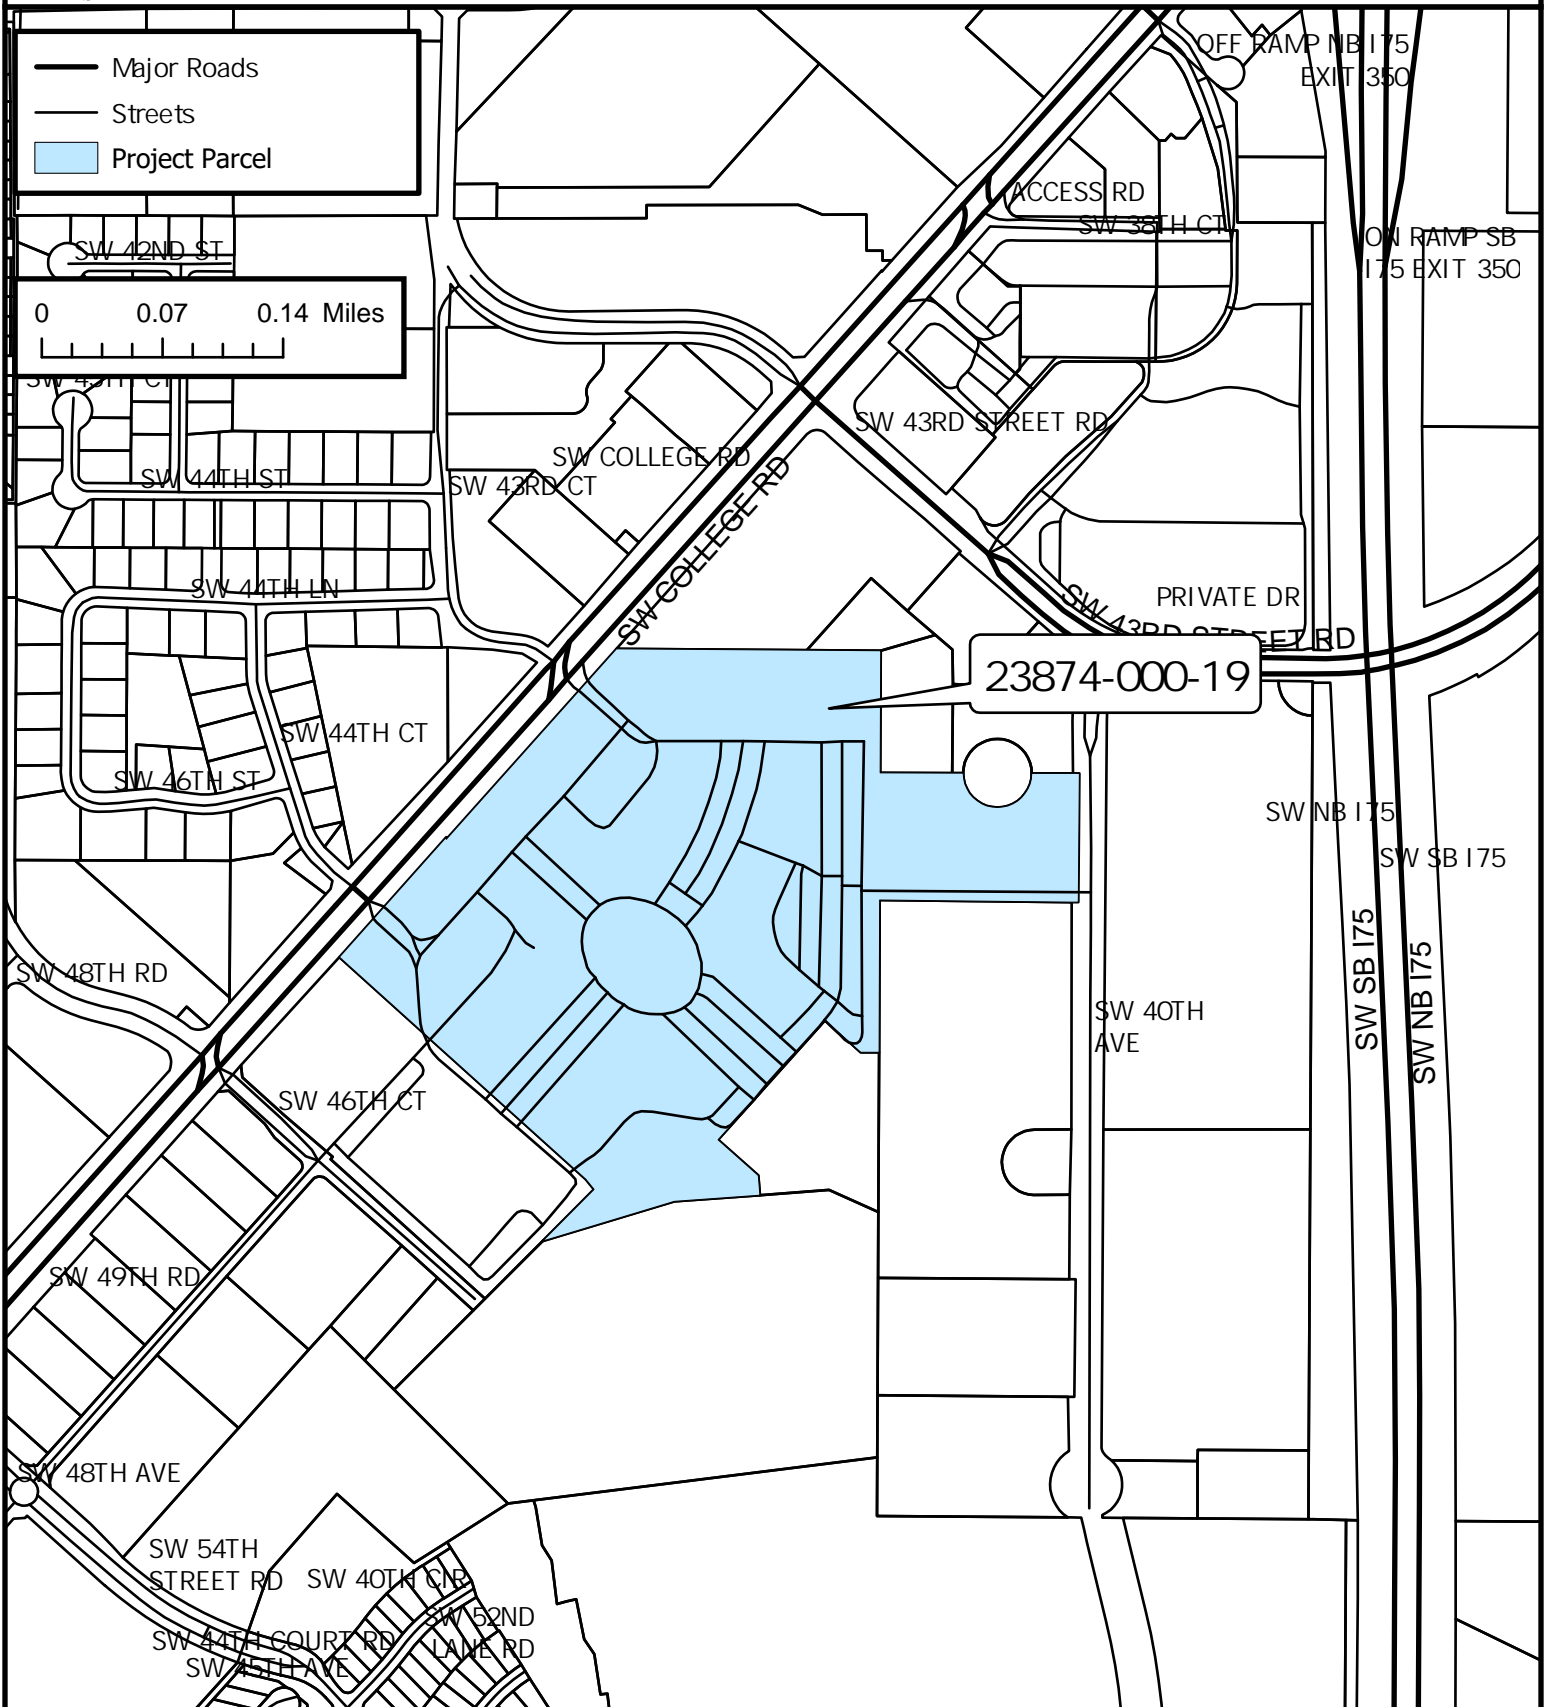 OFF RAMP NB I75
EXIT 350
Major Roads
Streets
Project Parcel
ACCESS RD
SW 38TH CT
SW 42ND ST
ON RAMP SB
I75 EXIT 350
0 0.07 0.14 Miles
SW 45TH CT
SW 43RD STREET RD
SW COLLEGE RD
SW 44TH ST
SW 43RD CT
SW COLLEGE RD
SW 44TH LN
PRIVATE DR
SW 43RD STREET RD
23874-000-19
SW 44TH CT
SW 46TH ST
SW NB I75
SW SB I75
SW 48TH RD
SW SB I75
SW NB I75
SW 40TH
AVE
SW 46TH CT
SW 49TH RD
SW 48TH AVE
SW 54TH
STREET RD
SW 40TH CIR
SW 52ND
LANE RD
SW 44TH COURT RD
SW 45TH AVE